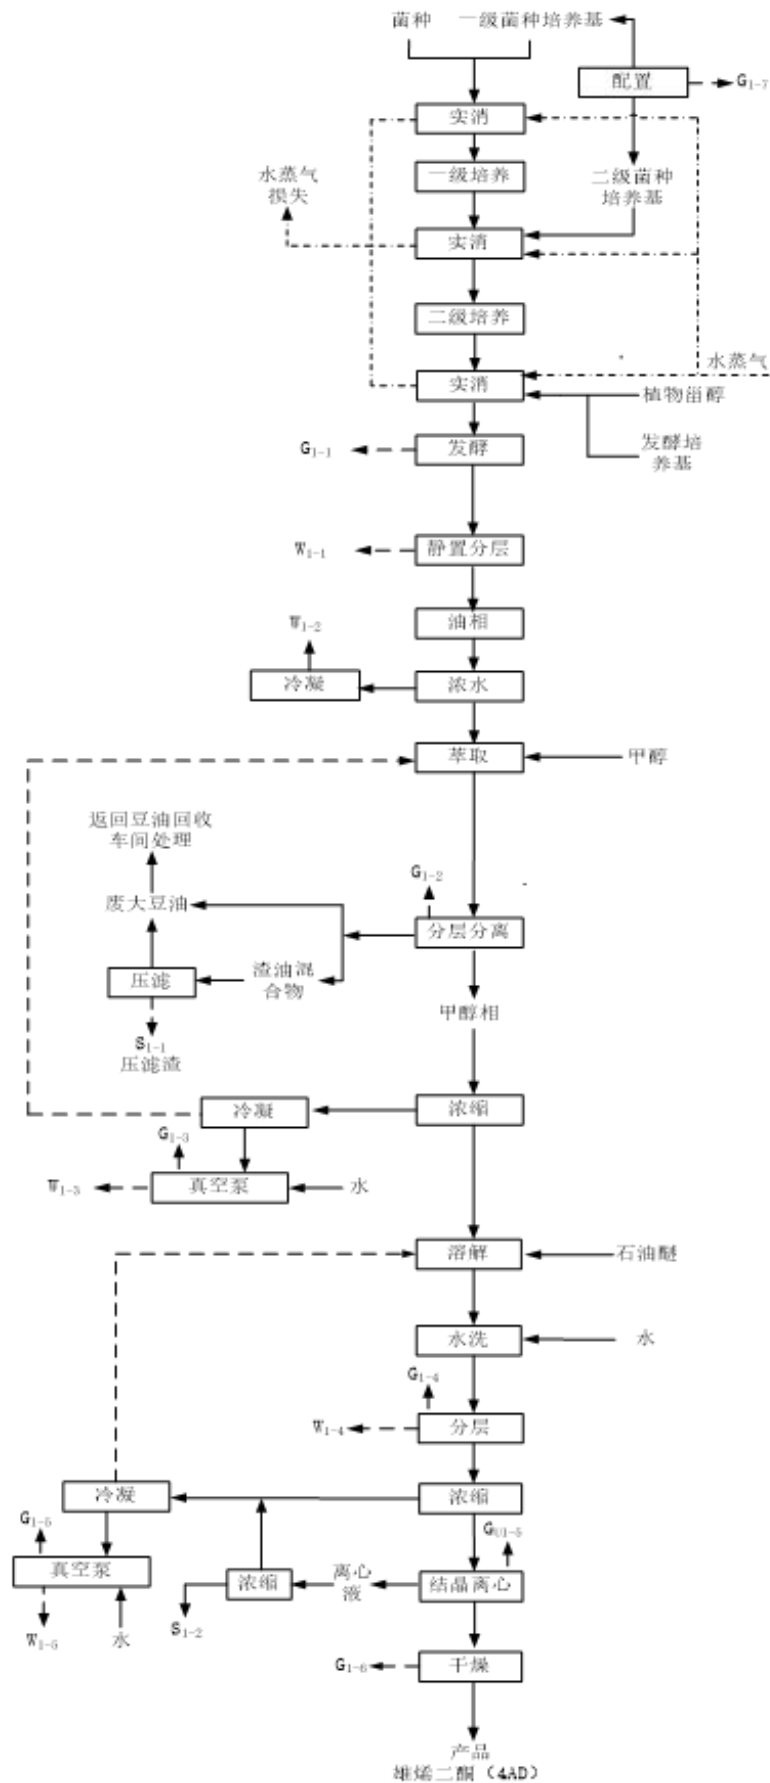 菌种 一级菌种培养基
配置
G1-7
实消
一级培养
水蒸气
损失
二级菌种
培养基
实消
二级培养
水蒸气
实消
植物甾醇
发酵培
养基
G1-1
发酵
W1-1
静置分层
油相
W1-2
冷凝
浓水
萃取
甲醇
返回豆油回收
车间处理
G1-2
废大豆油
分层分离
渣油混
合物
压滤
甲醇相
S1-1
压滤渣
冷凝
浓缩
G1-3
W1-3
真空泵
水
溶解
石油醚
水洗
水
G1-4
W1-4
分层
冷凝
浓缩
G1-5
GU1-5
真空泵
浓缩
离心
液
结晶离心
W1-5
水
S1-2
G1-6
干燥
产品
雄烯二酮（4AD）